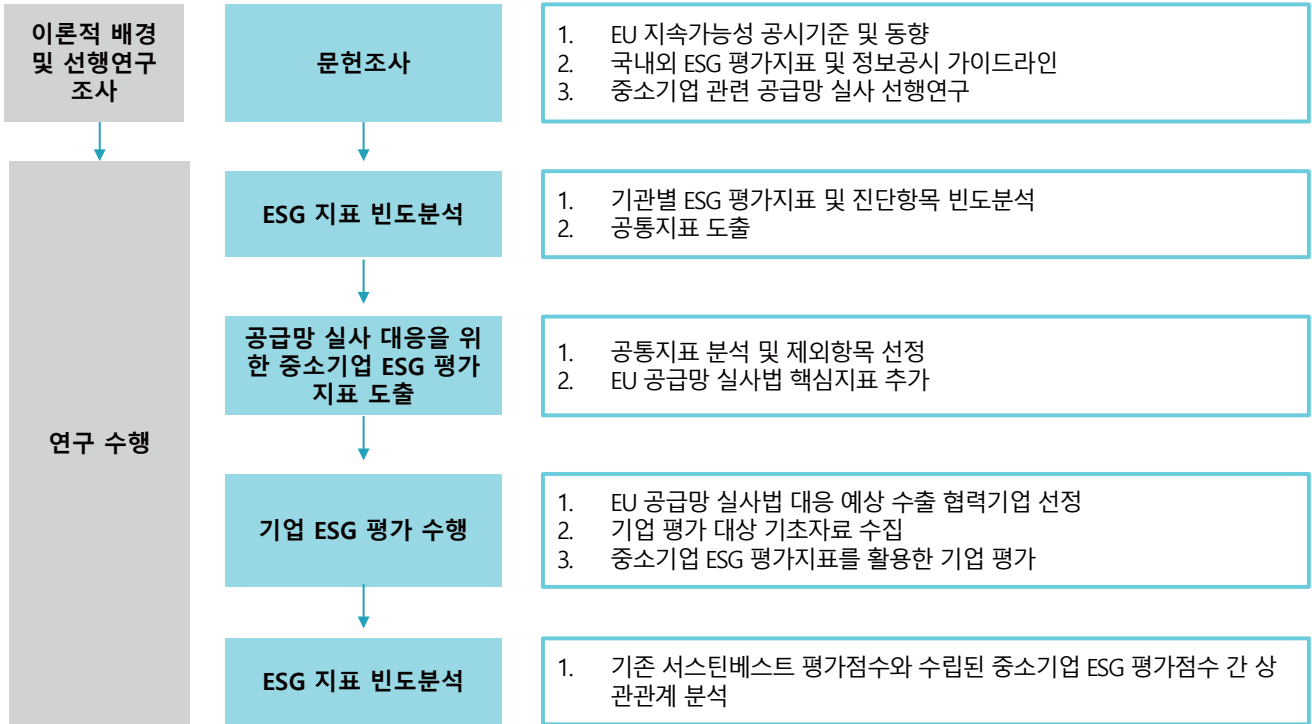 이론적 배경
및 선행연구
조사
문헌조사
1. EU 지속가능성 공시기준 및 동향
2. 국내외 ESG 평가지표 및 정보공시 가이드라인
3. 중소기업 관련 공급망 실사 선행연구
연구 수행
ESG 지표 빈도분석
1. 기관별 ESG 평가지표 및 진단항목 빈도분석
2. 공통지표 도출
공급망 실사 대응을 위
한 중소기업 ESG 평가
지표 도출
1. 공통지표 분석 및 제외항목 선정
2. EU 공급망 실사법 핵심지표 추가
기업 ESG 평가 수행
1. EU 공급망 실사법 대응 예상 수출 협력기업 선정
2. 기업 평가 대상 기초자료 수집
3. 중소기업 ESG 평가지표를 활용한 기업 평가
ESG 지표 빈도분석
1. 기존 서스틴베스트 평가점수와 수립된 중소기업 ESG 평가점수 간 상
관관계 분석